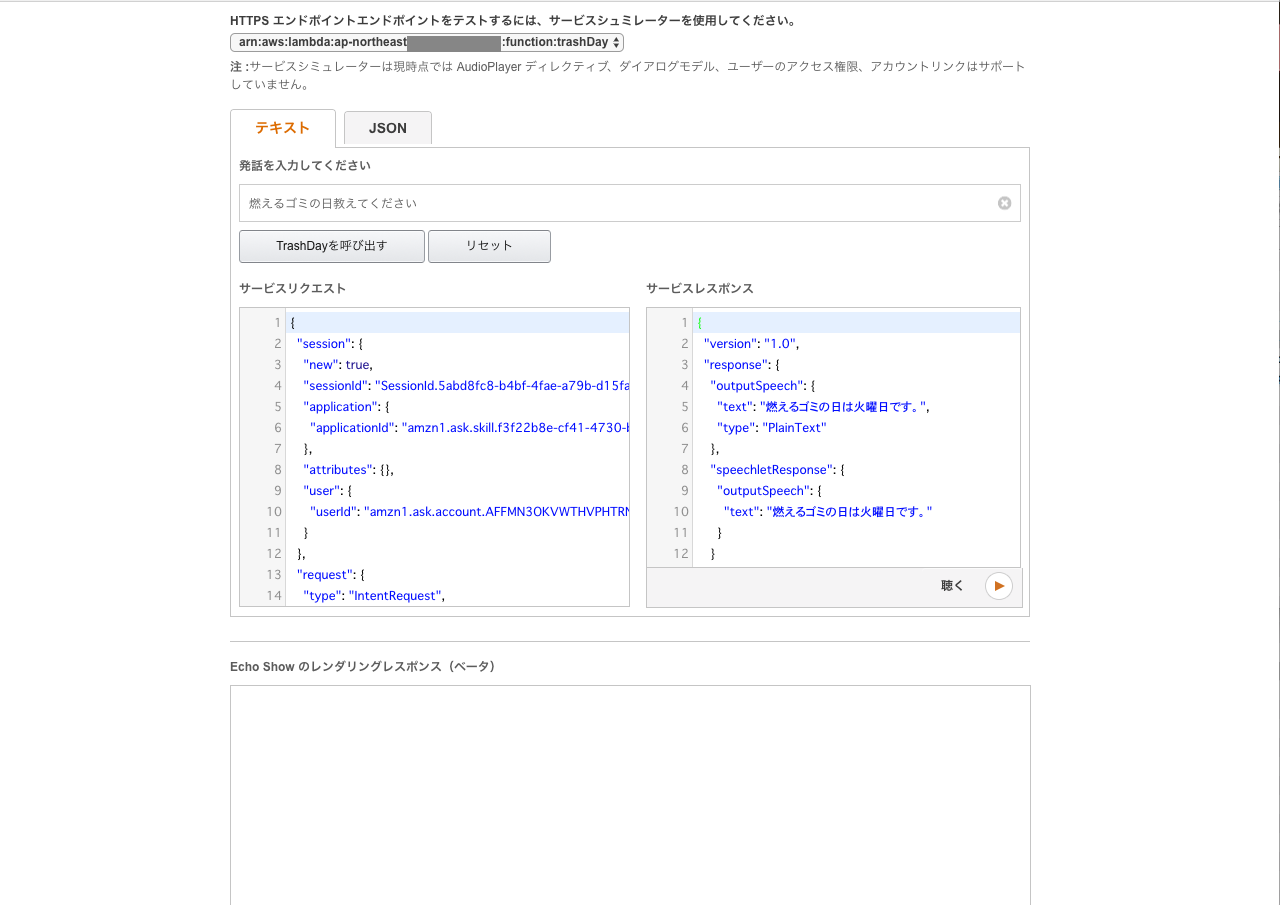 HTTPS エンドポイントエンドポイントをテストするには、サービスシュミレーターを使用してください。
arn:aws:lambda:ap-northeast :function:trashDay
注 :サービスシミュレーターは現時点では AudioPlayer ディレクティブ、ダイアログモデル、ユーザーのアクセス権限、アカウントリンクはサポート
していません。
テキスト JSON
発話を入力してください
燃えるゴミの日教えてください
TrashDayを呼び出す リセット
サービスリクエスト
1 {
2 "session": {
3 "new": true,
4 "sessionId": "SessionId.5abd8fc8-b4bf-4fae-a79b-d15fa
5 "application": {
6 "applicationId": "amzn1.ask.skill.f3f22b8e-cf41-4730-b
7 },
8 "attributes": {},
9 "user": {
10 "userId": "amzn1.ask.account.AFFMN3OKVWTHVPHTRN
11 }
12 },
13 "request": {
14 "type": "IntentRequest",
サービスレスポンス
1 {
2 "version": "1.0",
3 "response": {
4 "outputSpeech": {
5 "text": "燃えるゴミの日は火曜日です。",
6 "type": "PlainText"
7 },
8 "speechletResponse": {
9 "outputSpeech": {
10 "text": "燃えるゴミの日は火曜日です。"
11 }
12 }
聴く
Echo Show のレンダリングレスポンス（ベータ）